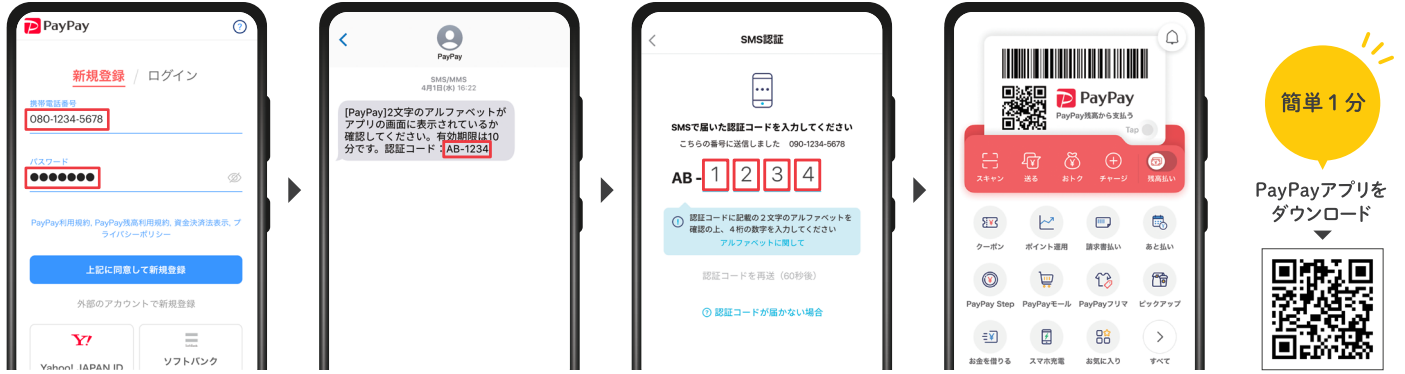 PayPay
新規登録 / ログイン
携帯電話番号
080-1234-5678
パスワード
PayPay利用規約, PayPay残高利用規約, 資金決済法表示, プ
ライバシーポリシー
上記に同意して新規登録
外部のアカウントで新規登録
Y!
Yahoo! JAPAN ID
ソフトバンク
PayPay
SMS/MMS
4月1日(水) 16:22
[PayPay]2文字のアルファベットが
アプリの画面に表示されているか
確認してください。有効期限は10
分です。認証コード：AB-1234
SMS認証
SMSで届いた認証コードを入力してください
こちらの番号に送信しました 090-1234-5678
AB - 1 2 3 4
認証コードに記載の2文字のアルファベットを
確認の上、4桁の数字を入力してください
アルファベットに関して
認証コードを再送（60秒後）
認証コードが届かない場合
PayPay
PayPay残高から支払う
Tap
スキャン 送る おトク チャージ 残高払い
クーポン ポイント運用 請求書払い あと払い
PayPay Step PayPayモール PayPayフリマ ピックアップ
お金を借りる スマホ充電 お気に入り すべて
簡単1分
PayPayアプリを
ダウンロード